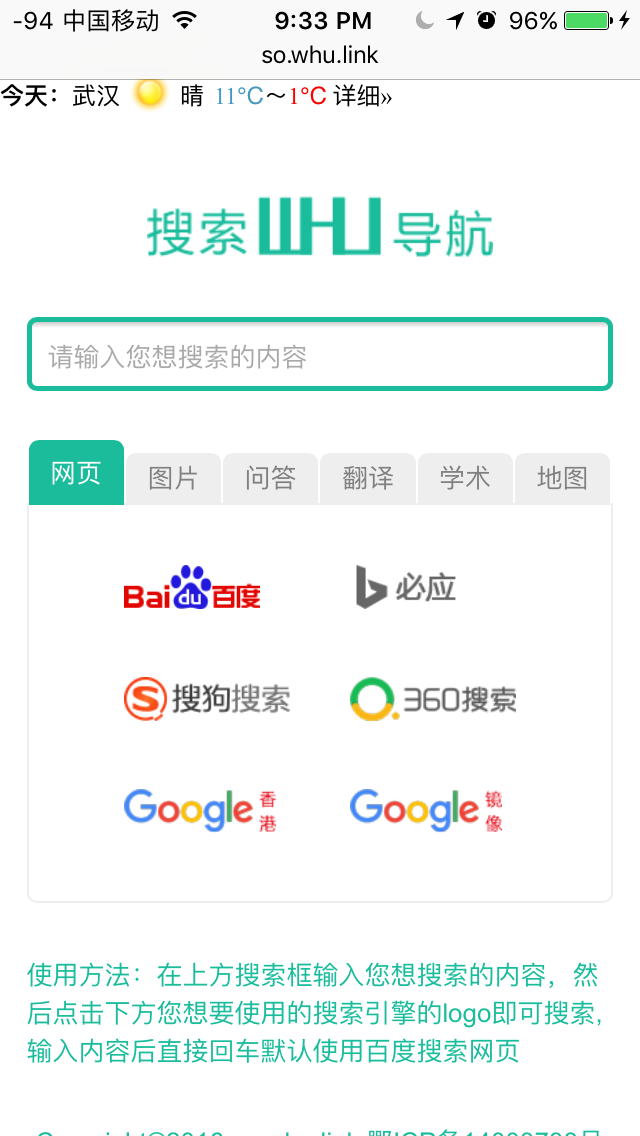 -94 中国移动 9:33 PM 96%
so.whu.link
今天：武汉 晴 11°C～1°C 详细»
搜索WHU导航
请输入您想搜索的内容
网页 图片 问答 翻译 学术 地图
Bai du 百度 必应
搜狗搜索 360搜索
Google 香港 Google 镜像
使用方法：在上方搜索框输入您想搜索的内容，然
后点击下方您想要使用的搜索引擎的logo即可搜索,
输入内容后直接回车默认使用百度搜索网页